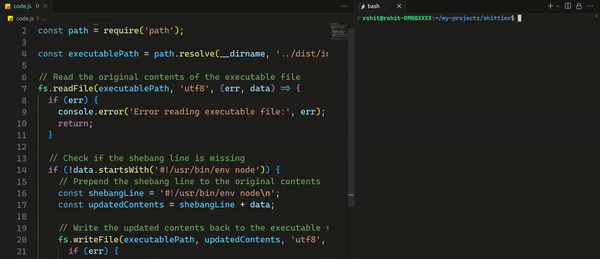 code.js U
code.js > ...
2 const path = require('path');
3
4 const executablePath = path.resolve(__dirname, '../dist/in
5
6 // Read the original contents of the executable file
7 fs.readFile(executablePath, 'utf8', (err, data) => {
8 if (err) {
9 console.error('Error reading executable file:', err);
10 return;
11 }
12
13 // Check if the shebang line is missing
14 if (!data.startsWith('#!/usr/bin/env node')) {
15 // Prepend the shebang line to the original contents
16 const shebangLine = '#!/usr/bin/env node\n';
17 const updatedContents = shebangLine + data;
18
19 // Write the updated contents back to the executable f
20 fs.writeFile(executablePath, updatedContents, 'utf8',
21 if (err) {
bash
rohit@rohit-RMNBXXXX:~/my-projects/shittier$